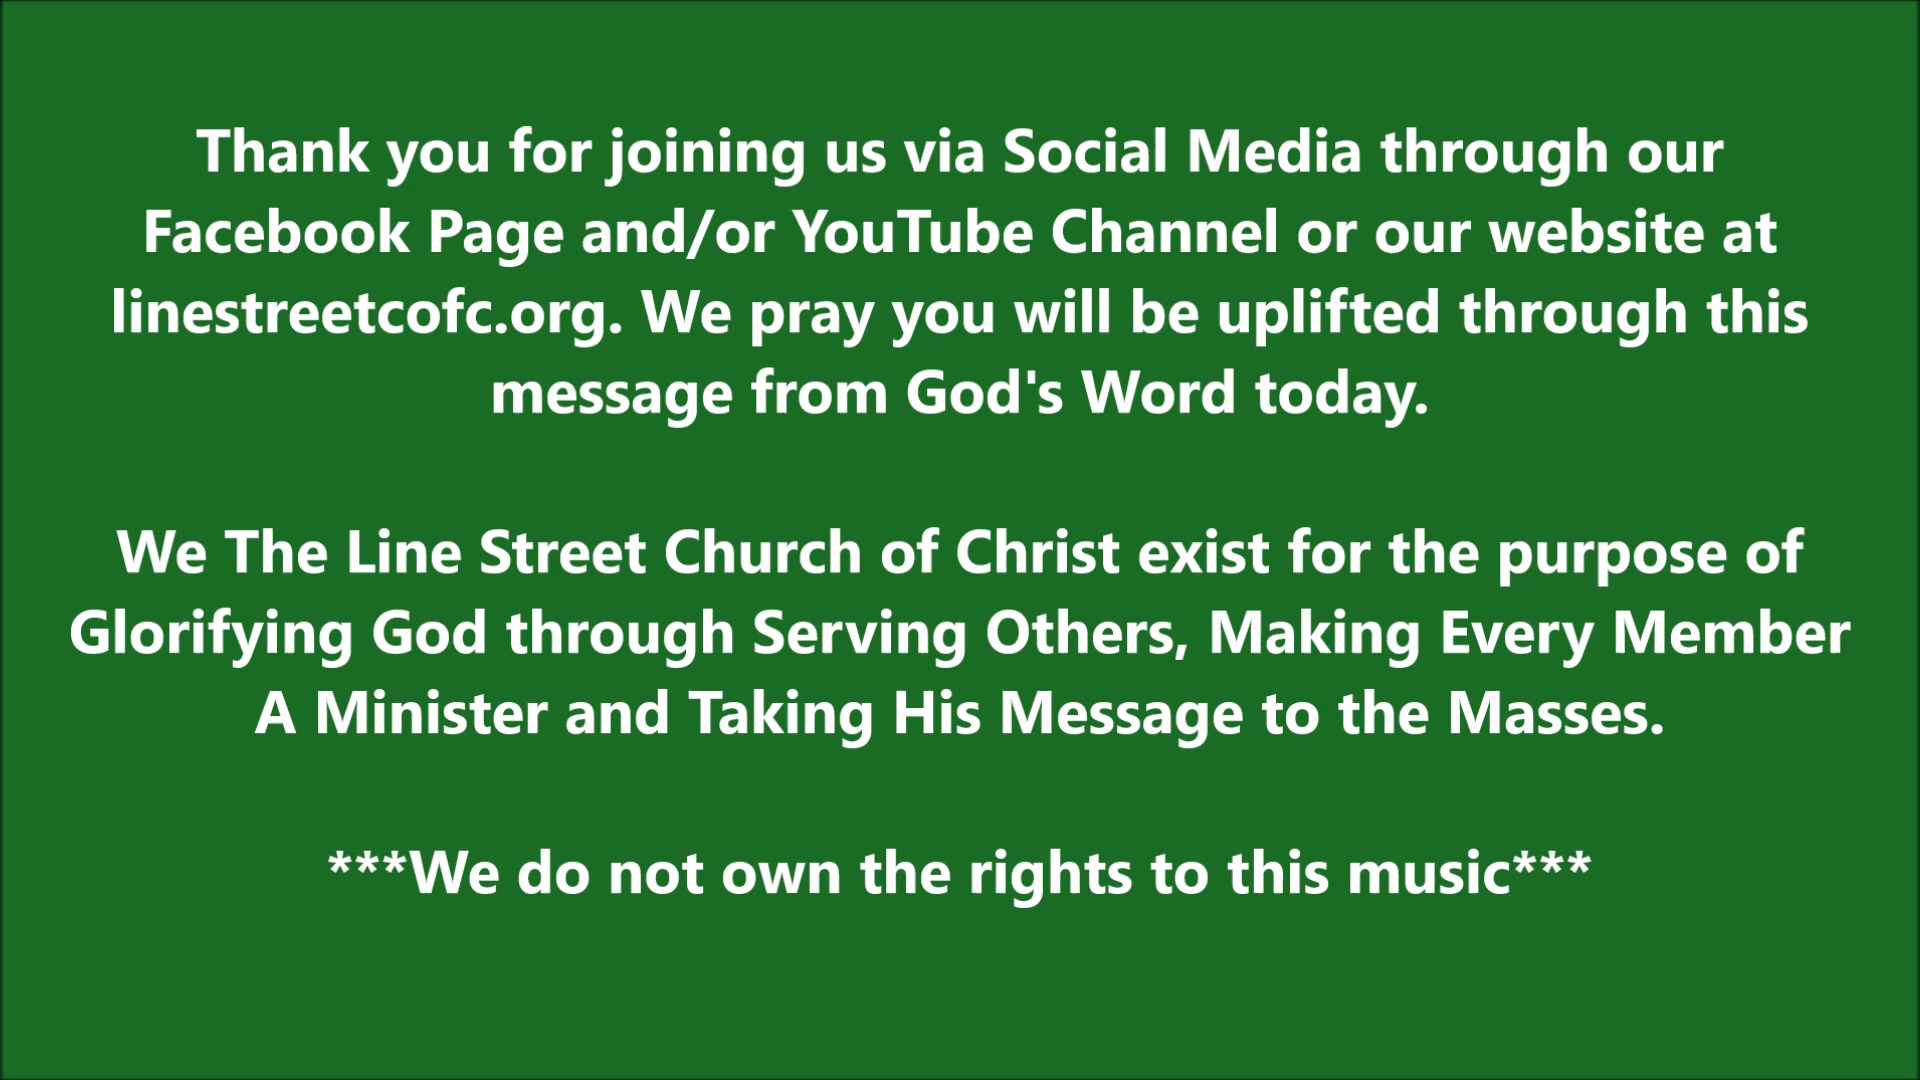 Thank you for joining us via Social Media through our
Facebook Page and/or YouTube Channel or our website at
linestreetcofc.org. We pray you will be uplifted through this
message from God's Word today.
We The Line Street Church of Christ exist for the purpose of
Glorifying God through Serving Others, Making Every Member
A Minister and Taking His Message to the Masses.
***We do not own the rights to this music***